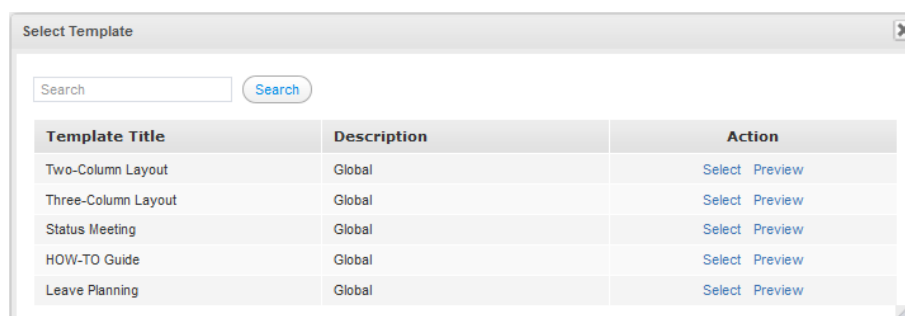 Select Template
Search Search
Template Title Description Action
Two-Column Layout Global Select Preview
Three-Column Layout Global Select Preview
Status Meeting Global Select Preview
HOW-TO Guide Global Select Preview
Leave Planning Global Select Preview